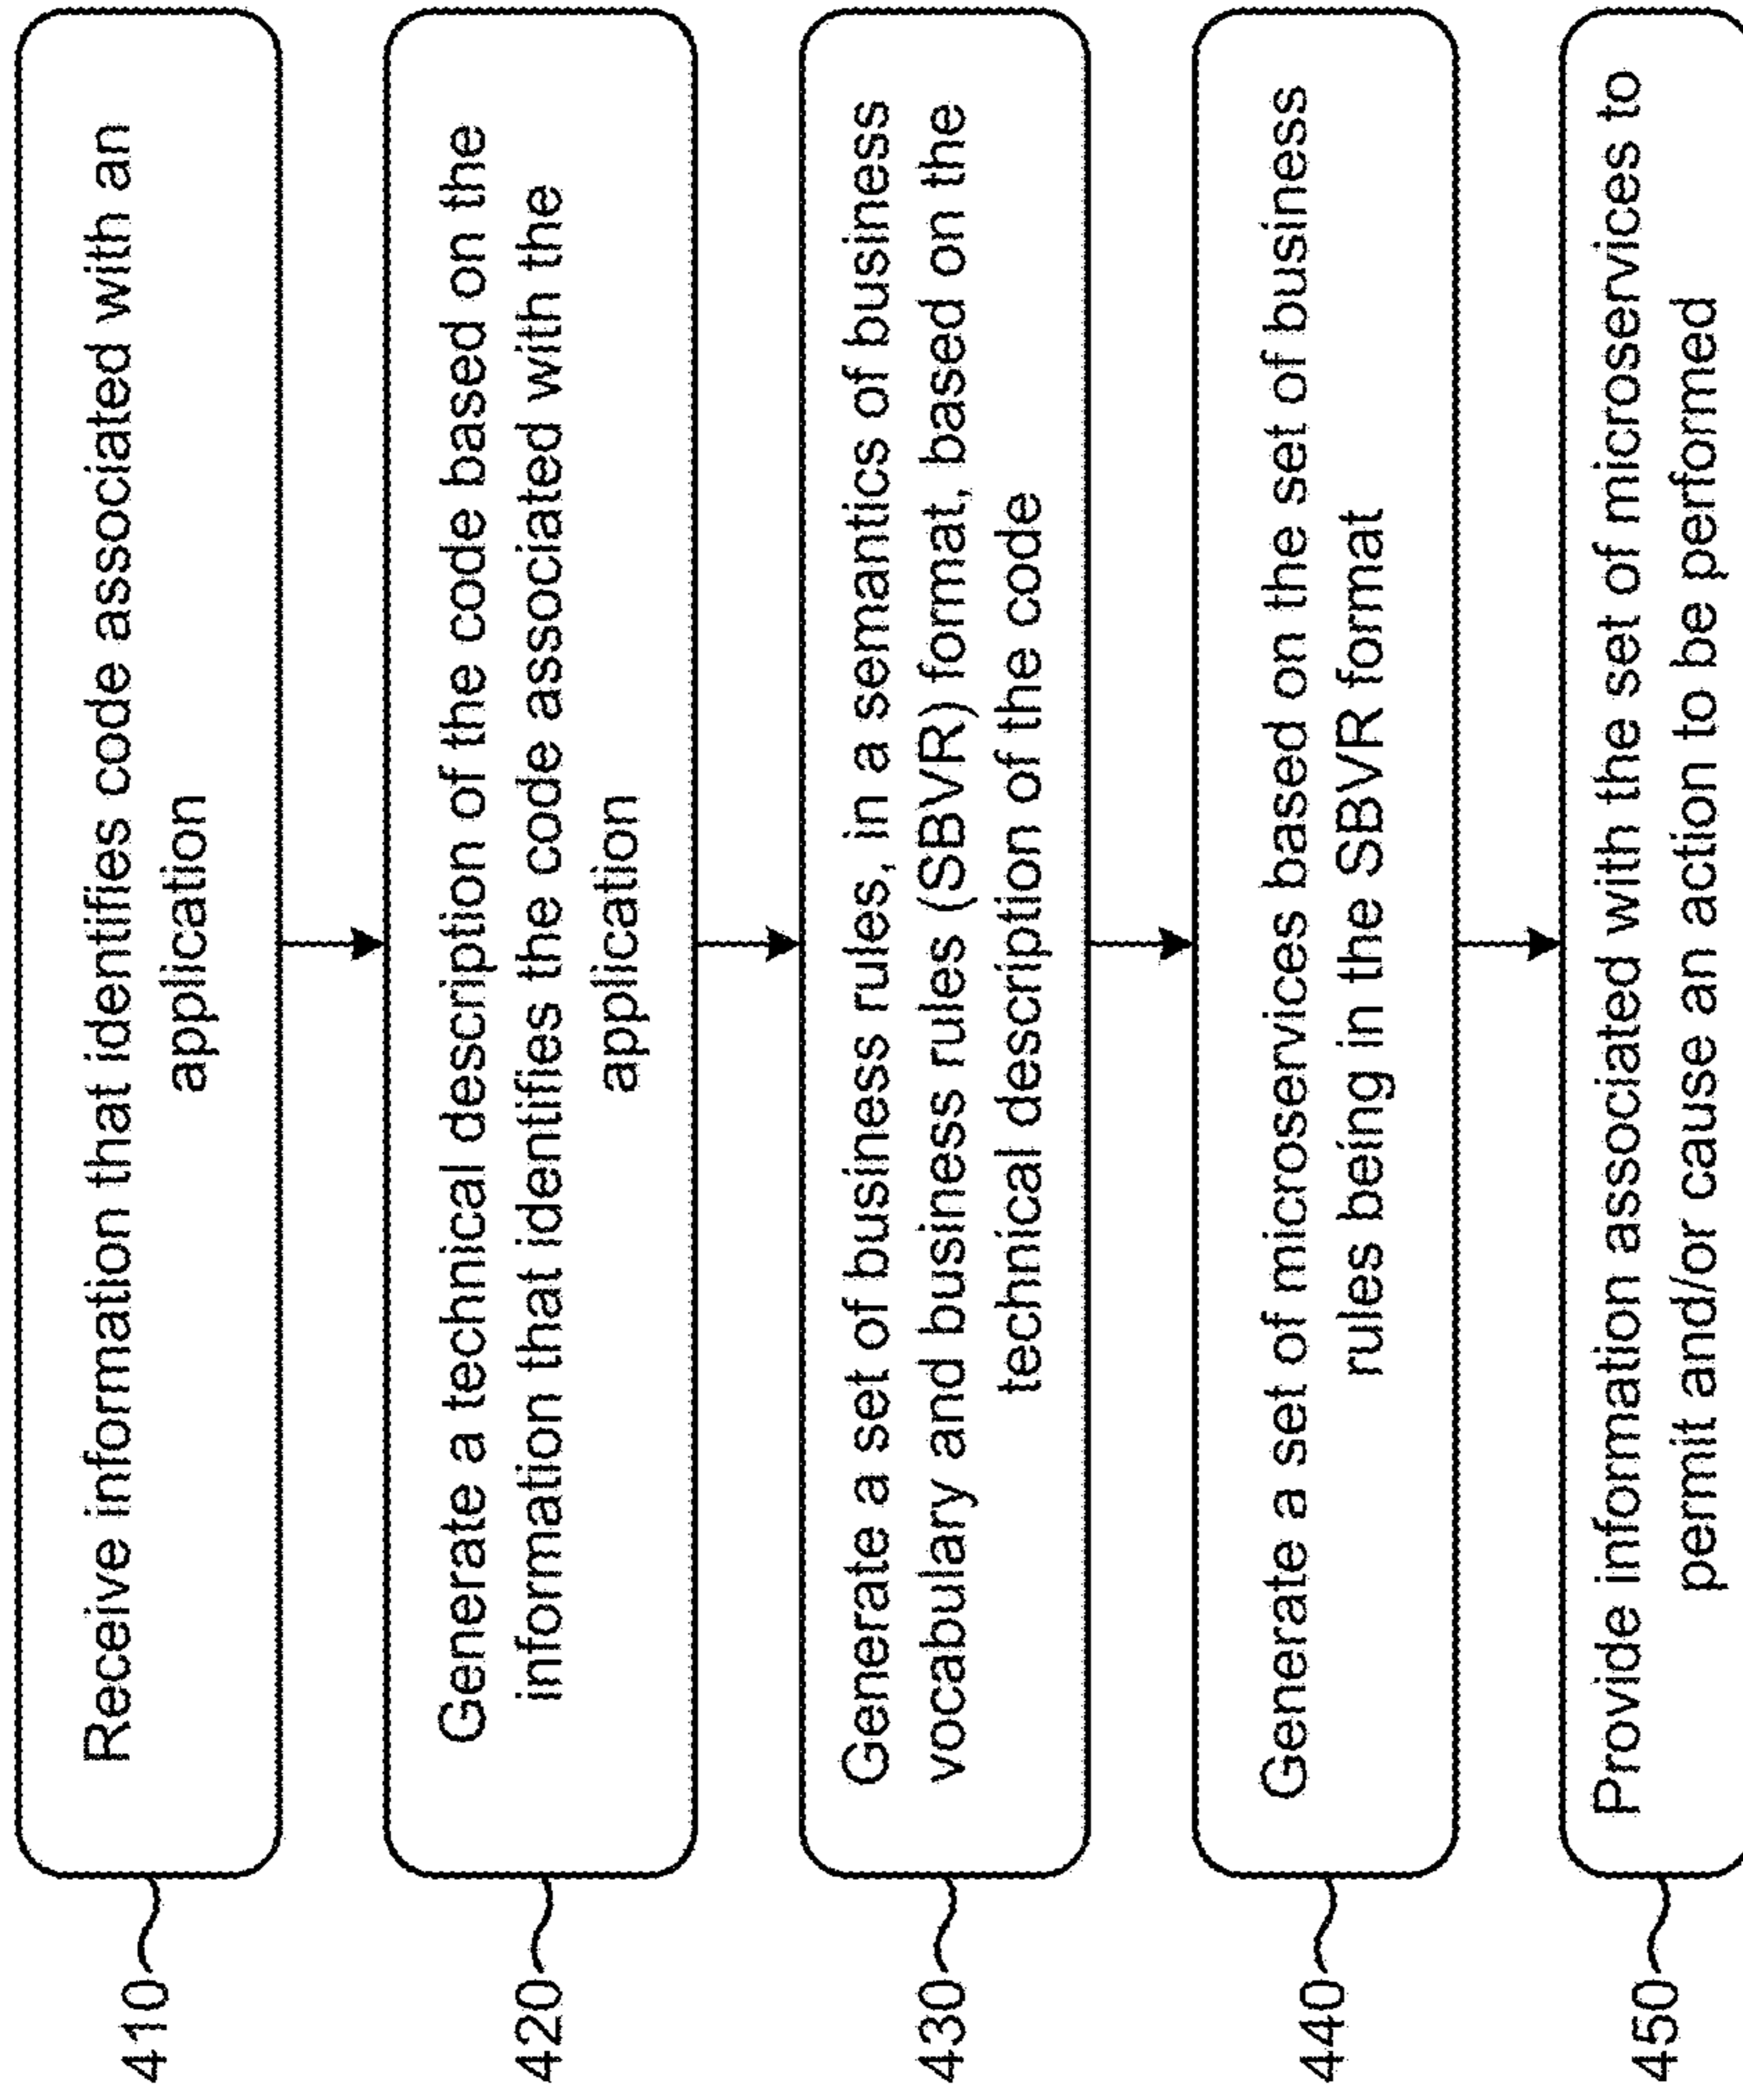 410
Receive information that identifies code associated with an
application
420
Generate a technical description of the code based on the
information that identifies the code associated with the
application
430
Generate a set of business rules, in a semantics of business
vocabulary and business rules (SBVR) format, based on the
technical description of the code
440
Generate a set of microservices based on the set of business
rules being in the SBVR format
450
Provide information associated with the set of microservices to
permit and/or cause an action to be performed